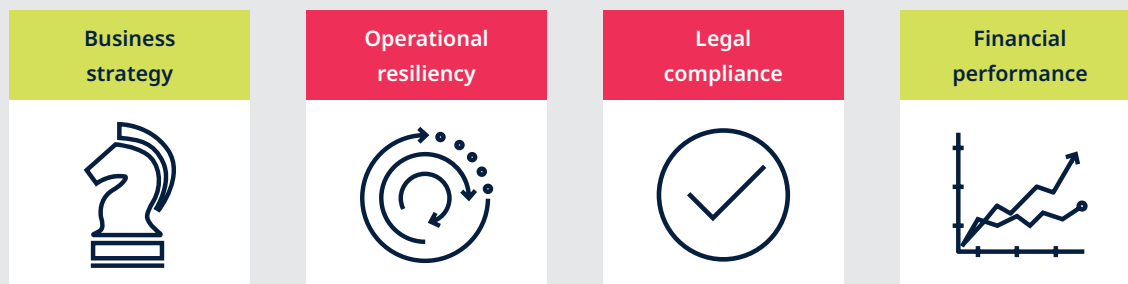 Business
strategy
Operational
resiliency
Legal
compliance
Financial
performance